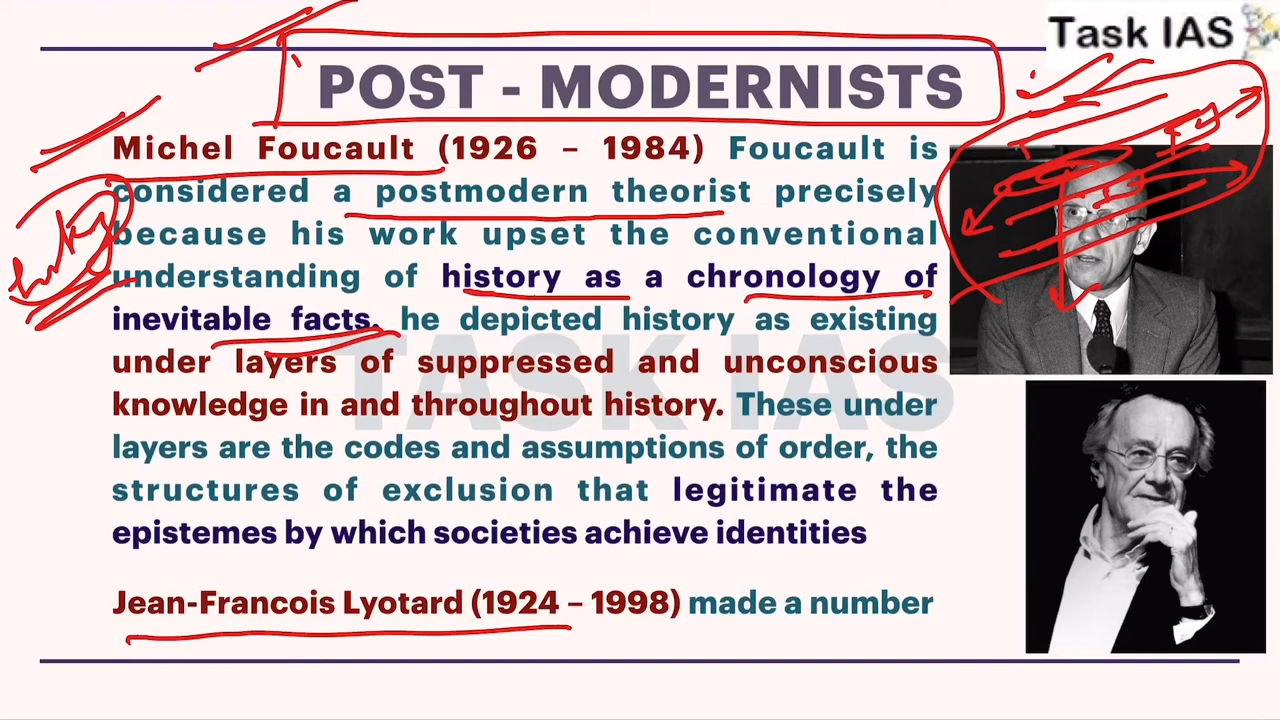 Task IAS
POST - MODERNISTS
Michel Foucault (1926 – 1984) Foucault is
considered a postmodern theorist precisely
because his work upset the conventional
understanding of history as a chronology of
inevitable facts. he depicted history as existing
under layers of suppressed and unconscious
knowledge in and throughout history. These under
layers are the codes and assumptions of order, the
structures of exclusion that legitimate the
epistemes by which societies achieve identities
Jean-Francois Lyotard (1924 – 1998) made a number
TASK IAS